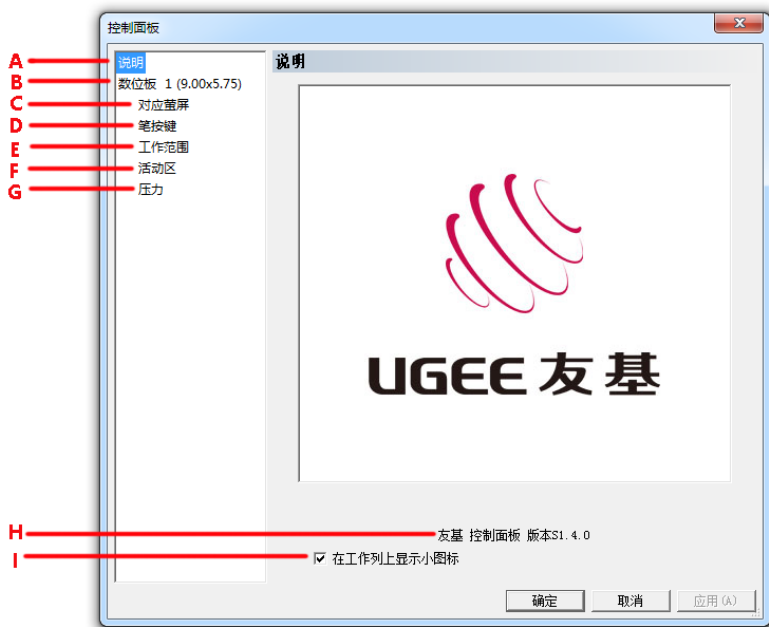 控制面板
A
说明
说明
B
数位板 1 (9.00x5.75)
C
对应萤屏
D
笔按键
E
工作范围
F
活动区
G
压力
UGEE 友基
H
友基 控制面板 版本S1.4.0
I
在工作列上显示小图标
确定
取消
应用(A)